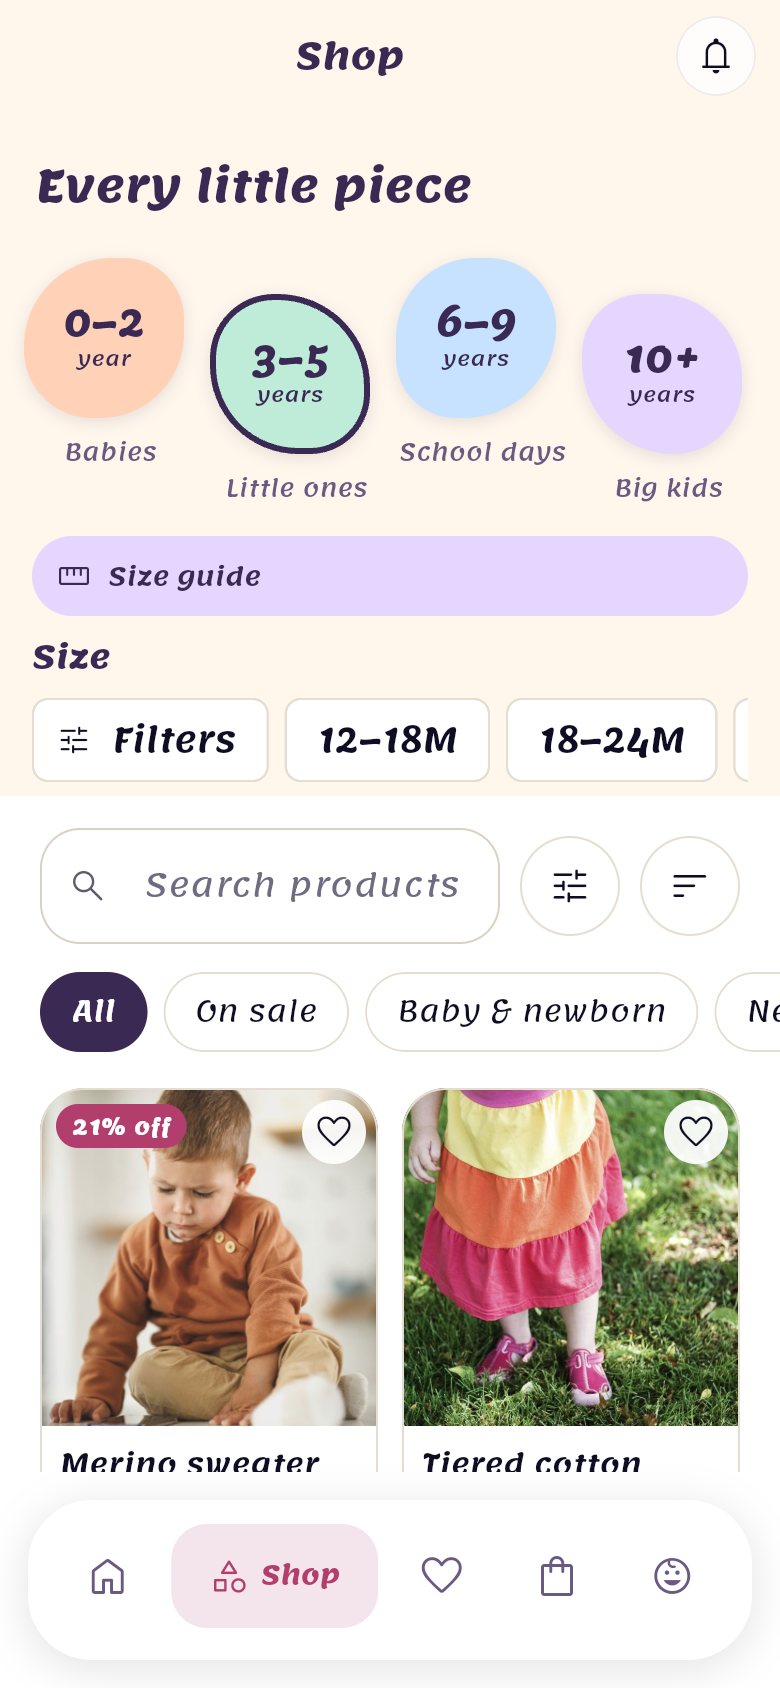 Shop
Every little piece
0–2
year
Babies
3–5
years
Little ones
6–9
years
School days
10+
years
Big kids
Size guide
Size
Filters
12–18M
18–24M
Search products
All
On sale
Baby & newborn
Ne
21% off
Merino sweater
Tiered cotton
Shop